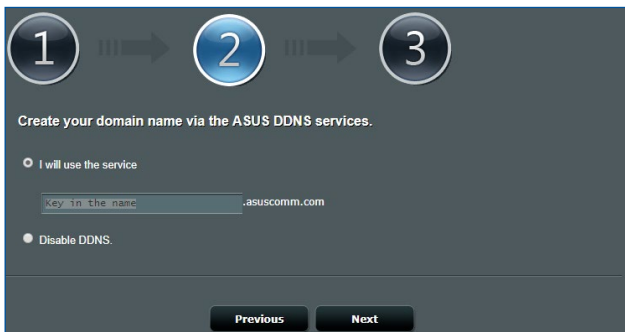 1 2 3
Create your domain name via the ASUS DDNS services.
I will use the service
Key in the name .asuscomm.com
Disable DDNS.
Previous Next